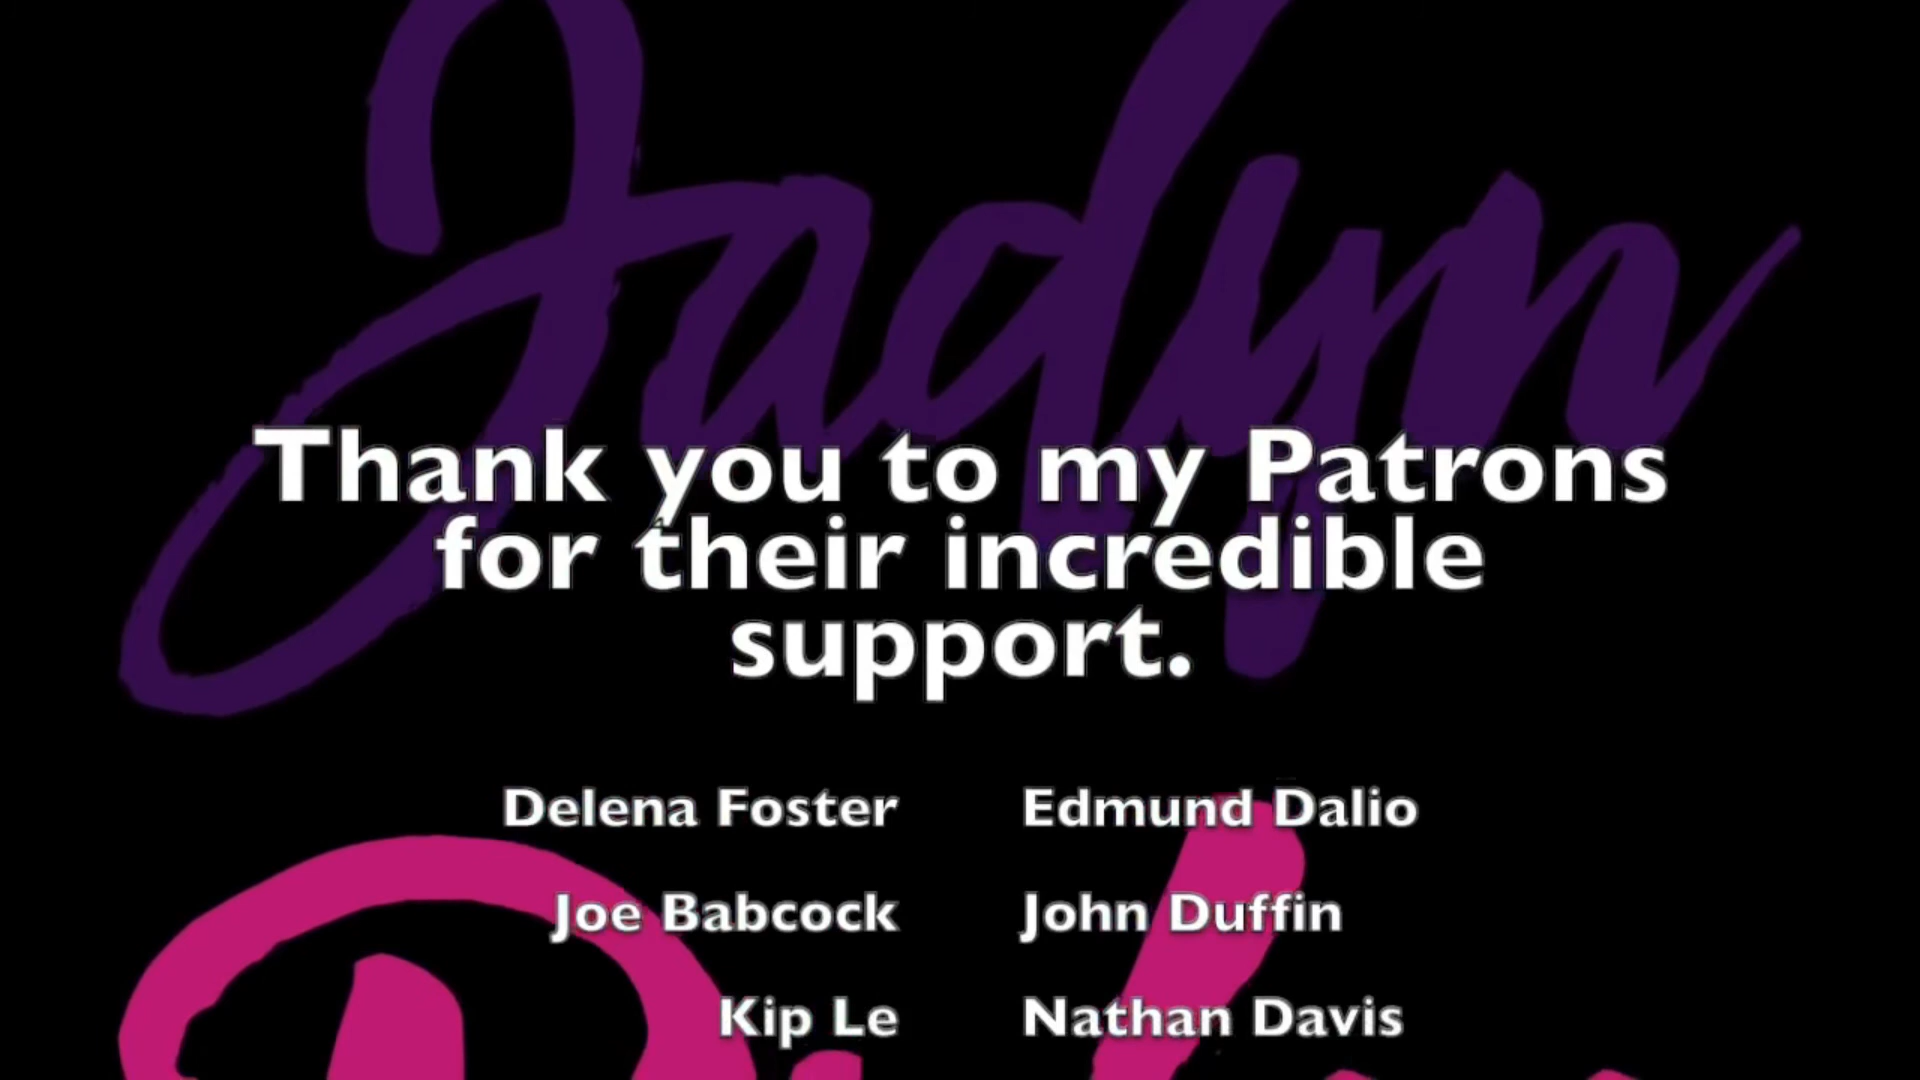 Jadyn
Thank you to my Patrons
for their incredible
support.
Delena Foster Edmund Dalio
Joe Babcock John Duffin
Kip Le Nathan Davis